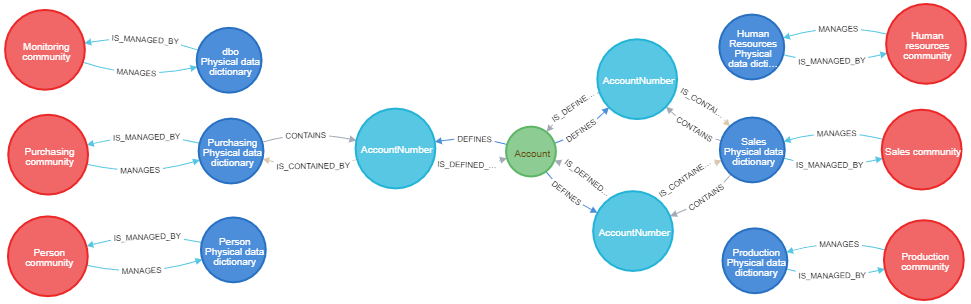 Monitoring
community
IS_MANAGED_BY
MANAGES
dbo
Physical data
dictionary
Purchasing
community
IS_MANAGED_BY
MANAGES
Purchasing
Physical data
dictionary
CONTAINS
IS_CONTAINED_BY
AccountNumber
DEFINES
IS_DEFINED_...
Account
Person
community
IS_MANAGED_BY
MANAGES
Person
Physical data
dictionary
IS_DEFINE...
DEFINES
AccountNumber
IS_CONTAI...
CONTAINS
IS_DEFINED...
DEFINES
AccountNumber
IS_CONTAINE...
CONTAINS
Human
Resources
Physical
data dicti...
MANAGES
IS_MANAGED_BY
Human
resources
community
Sales
Physical data
dictionary
MANAGES
IS_MANAGED_BY
Sales community
Production
Physical data
dictionary
MANAGES
IS_MANAGED_BY
Production
community